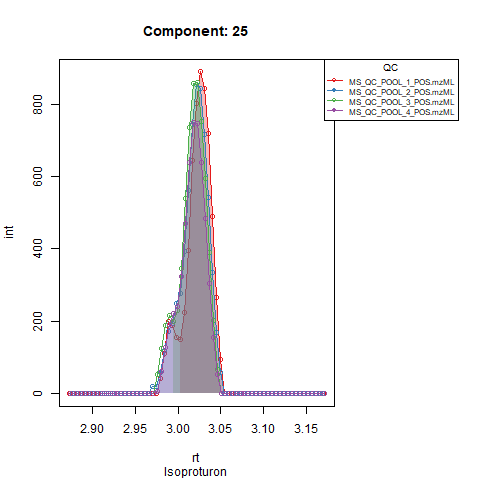 Component: 25
QC
MS_QC_POOL_1_POS.mzML
MS_QC_POOL_2_POS.mzML
MS_QC_POOL_3_POS.mzML
MS_QC_POOL_4_POS.mzML
int
800
600
400
200
0
2.90 2.95 3.00 3.05 3.10 3.15
rt
Isoproturon